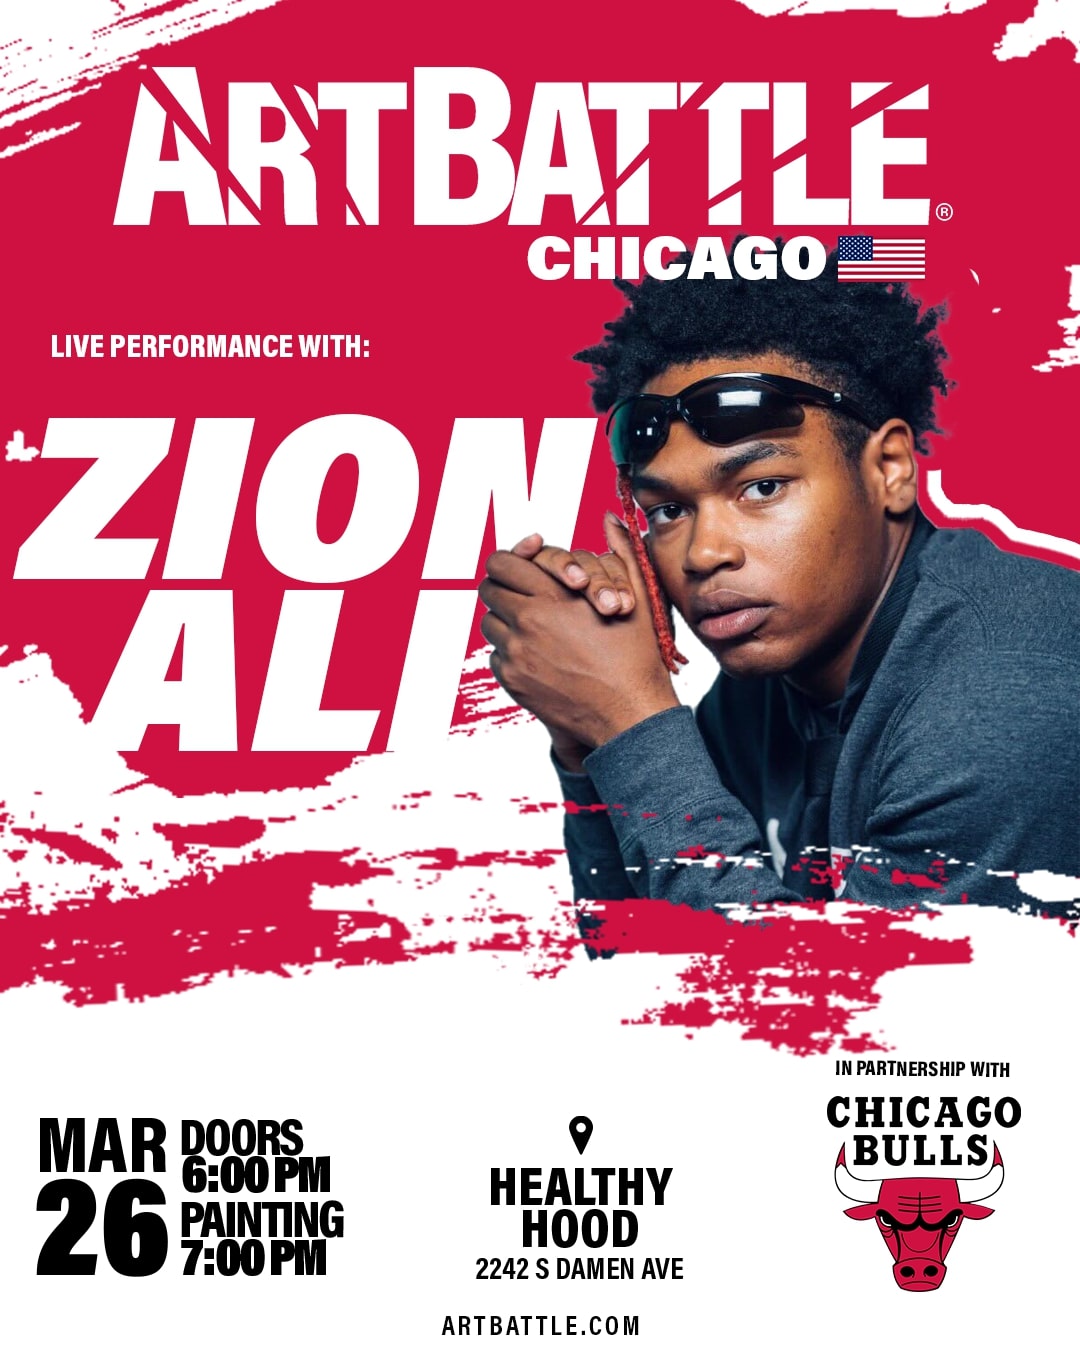 ARTBATTLE®
CHICAGO
LIVE PERFORMANCE WITH:
ZION
ALI
IN PARTNERSHIP WITH
CHICAGO
BULLS
MAR
26
DOORS
6:00 PM
PAINTING
7:00 PM
HEALTHY
HOOD
2242 S DAMEN AVE
ARTBATTLE.COM